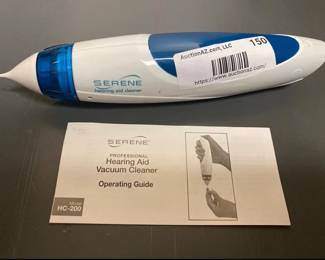 AuctionAZ.com, LLC
150
https://www.auctionaz.com/
SERENE
hearing aid cleaner
SERENE
PROFESSIONAL
Hearing Aid
Vacuum Cleaner
Operating Guide
Model
HC-200